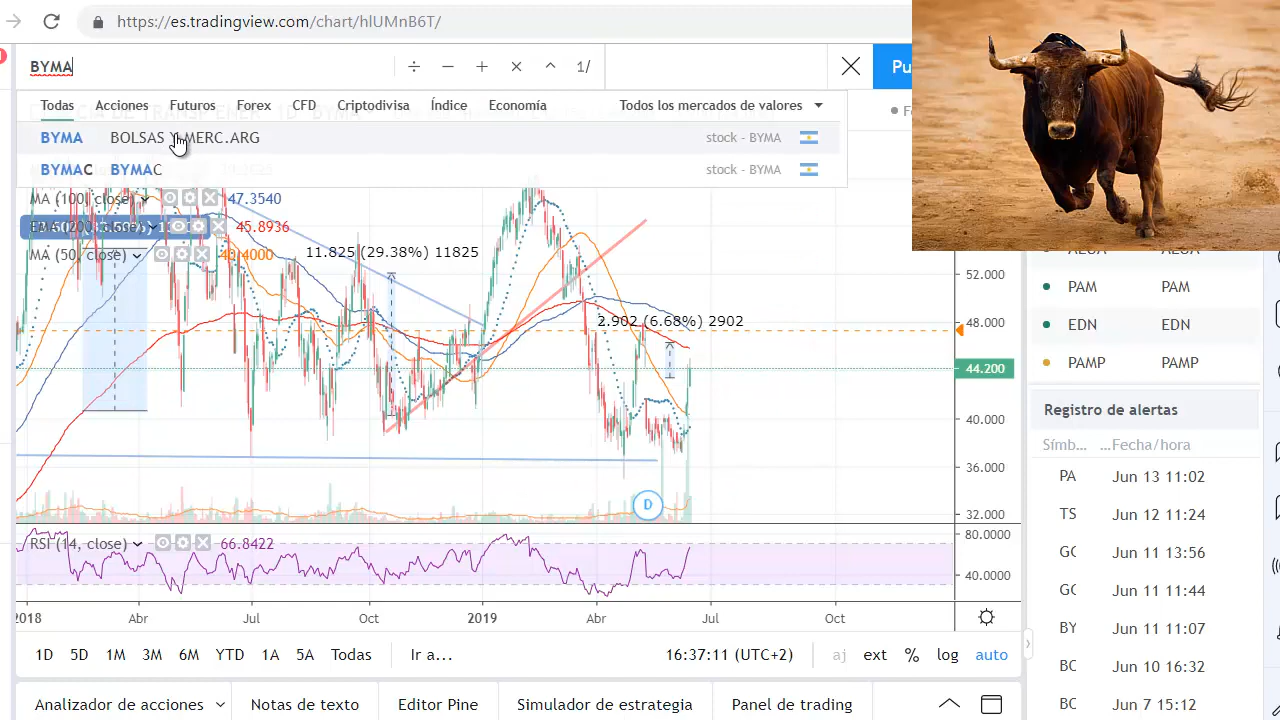 https://es.tradingview.com/chart/hlUMnB6T/
BYMA
÷ − + × ^ 1/
Pu
Todas Acciones Futuros Forex CFD Criptodivisa Índice Economía Todos los mercados de valores
BYMA BOLSAS Y MERC.ARG stock - BYMA
BYMAC BYMAC stock - BYMA
MA (100, close) 47.3540
EMA (200, close) 45.8936
MA (50, close)
11.825 (29.38%) 11825
2.902 (6.68%) 2902
52.000
48.000
44.200
40.000
36.000
32.000
D
RSI (14, close) 66.8422
80.0000
40.0000
2018 Abr Jul Oct 2019 Abr Jul Oct
1D 5D 1M 3M 6M YTD 1A 5A Todas Ir a... 16:37:11 (UTC+2) aj ext % log auto
Analizador de acciones Notas de texto Editor Pine Simulador de estrategia Panel de trading
PAM PAM
EDN EDN
PAMP PAMP
Registro de alertas
Símb... ...Fecha/hora
PA Jun 13 11:02
TS Jun 12 11:24
GC Jun 11 13:56
GC Jun 11 11:44
BY Jun 11 11:07
BC Jun 10 16:32
BC Jun 7 15:12